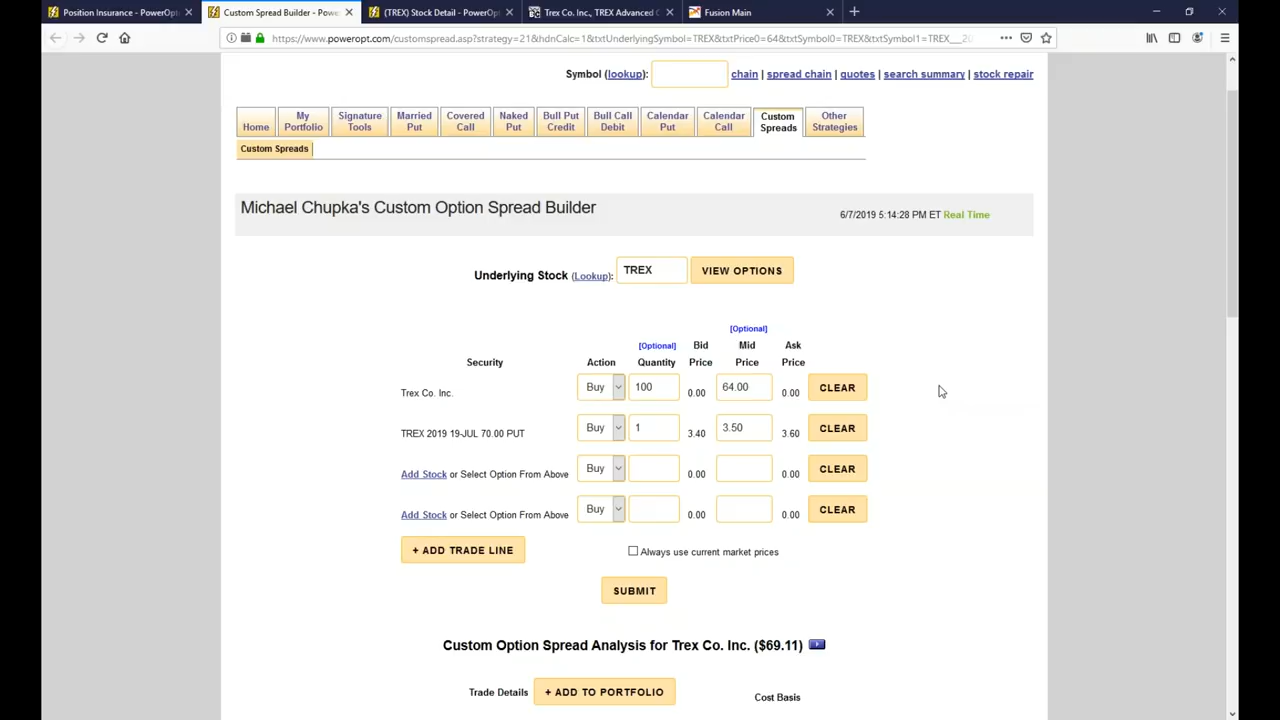 Position Insurance - PowerOpt
Custom Spread Builder - Powe
(TREX) Stock Detail - PowerOpt
Trex Co. Inc., TREX Advanced C
Fusion Main
https://www.poweropt.com/customspread.asp?strategy=21&hdnCalc=1&txtUnderlyingSymbol=TREX&txtPrice0=64&txtSymbol0=TREX&txtSymbol1=TREX__2
Symbol (lookup): chain | spread chain | quotes | search summary | stock repair
Home
My Portfolio
Signature Tools
Married Put
Covered Call
Naked Put
Bull Put Credit
Bull Call Debit
Calendar Put
Calendar Call
Custom Spreads
Other Strategies
Custom Spreads
Michael Chupka's Custom Option Spread Builder
6/7/2019 5:14:28 PM ET Real Time
Underlying Stock (Lookup): TREX VIEW OPTIONS
[Optional]
[Optional] Bid Mid Ask
Security Action Quantity Price Price Price
Trex Co. Inc. Buy 100 0.00 64.00 0.00 CLEAR
TREX 2019 19-JUL 70.00 PUT Buy 1 3.40 3.50 3.60 CLEAR
Add Stock or Select Option From Above Buy 0.00 0.00 CLEAR
Add Stock or Select Option From Above Buy 0.00 0.00 CLEAR
+ ADD TRADE LINE Always use current market prices
SUBMIT
Custom Option Spread Analysis for Trex Co. Inc. ($69.11)
Trade Details + ADD TO PORTFOLIO Cost Basis